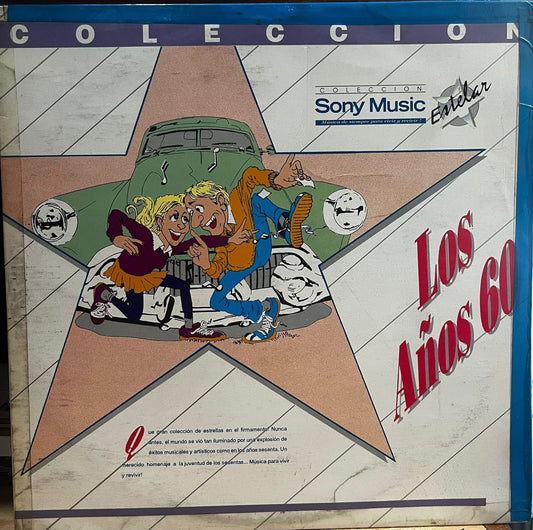 COLECCION
COLECCION
Sony Music
Música de siempre para vivir y revivir !
Estelar
Los
Años 60
Que gran colección de estrellas en el firmamento! Nunca
antes, el mundo se vio tan iluminado por una explosión de
éxitos musicales y artísticos como en los años sesenta. Un
merecido homenaje a la juventud de los sesentas... Música para vivir
y revivir!